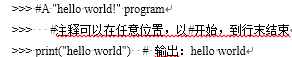 >>> #A "hello world!" program
>>>   #注释可以在任意位置，以#开始，到行末结束
>>> print("hello world")  # 输出：hello world